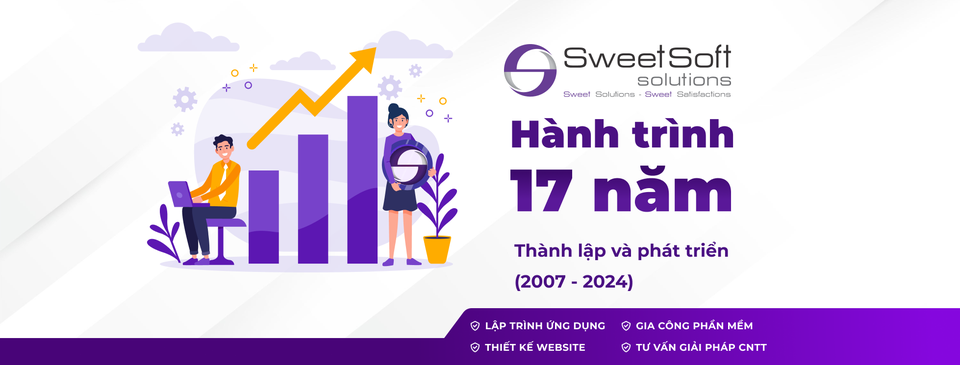 SweetSoft
solutions
Sweet Solutions - Sweet Satisfactions
Hành trình
17 năm
Thành lập và phát triển
(2007 - 2024)
LẬP TRÌNH ỨNG DỤNG
GIA CÔNG PHẦN MỀM
THIẾT KẾ WEBSITE
TƯ VẤN GIẢI PHÁP CNTT